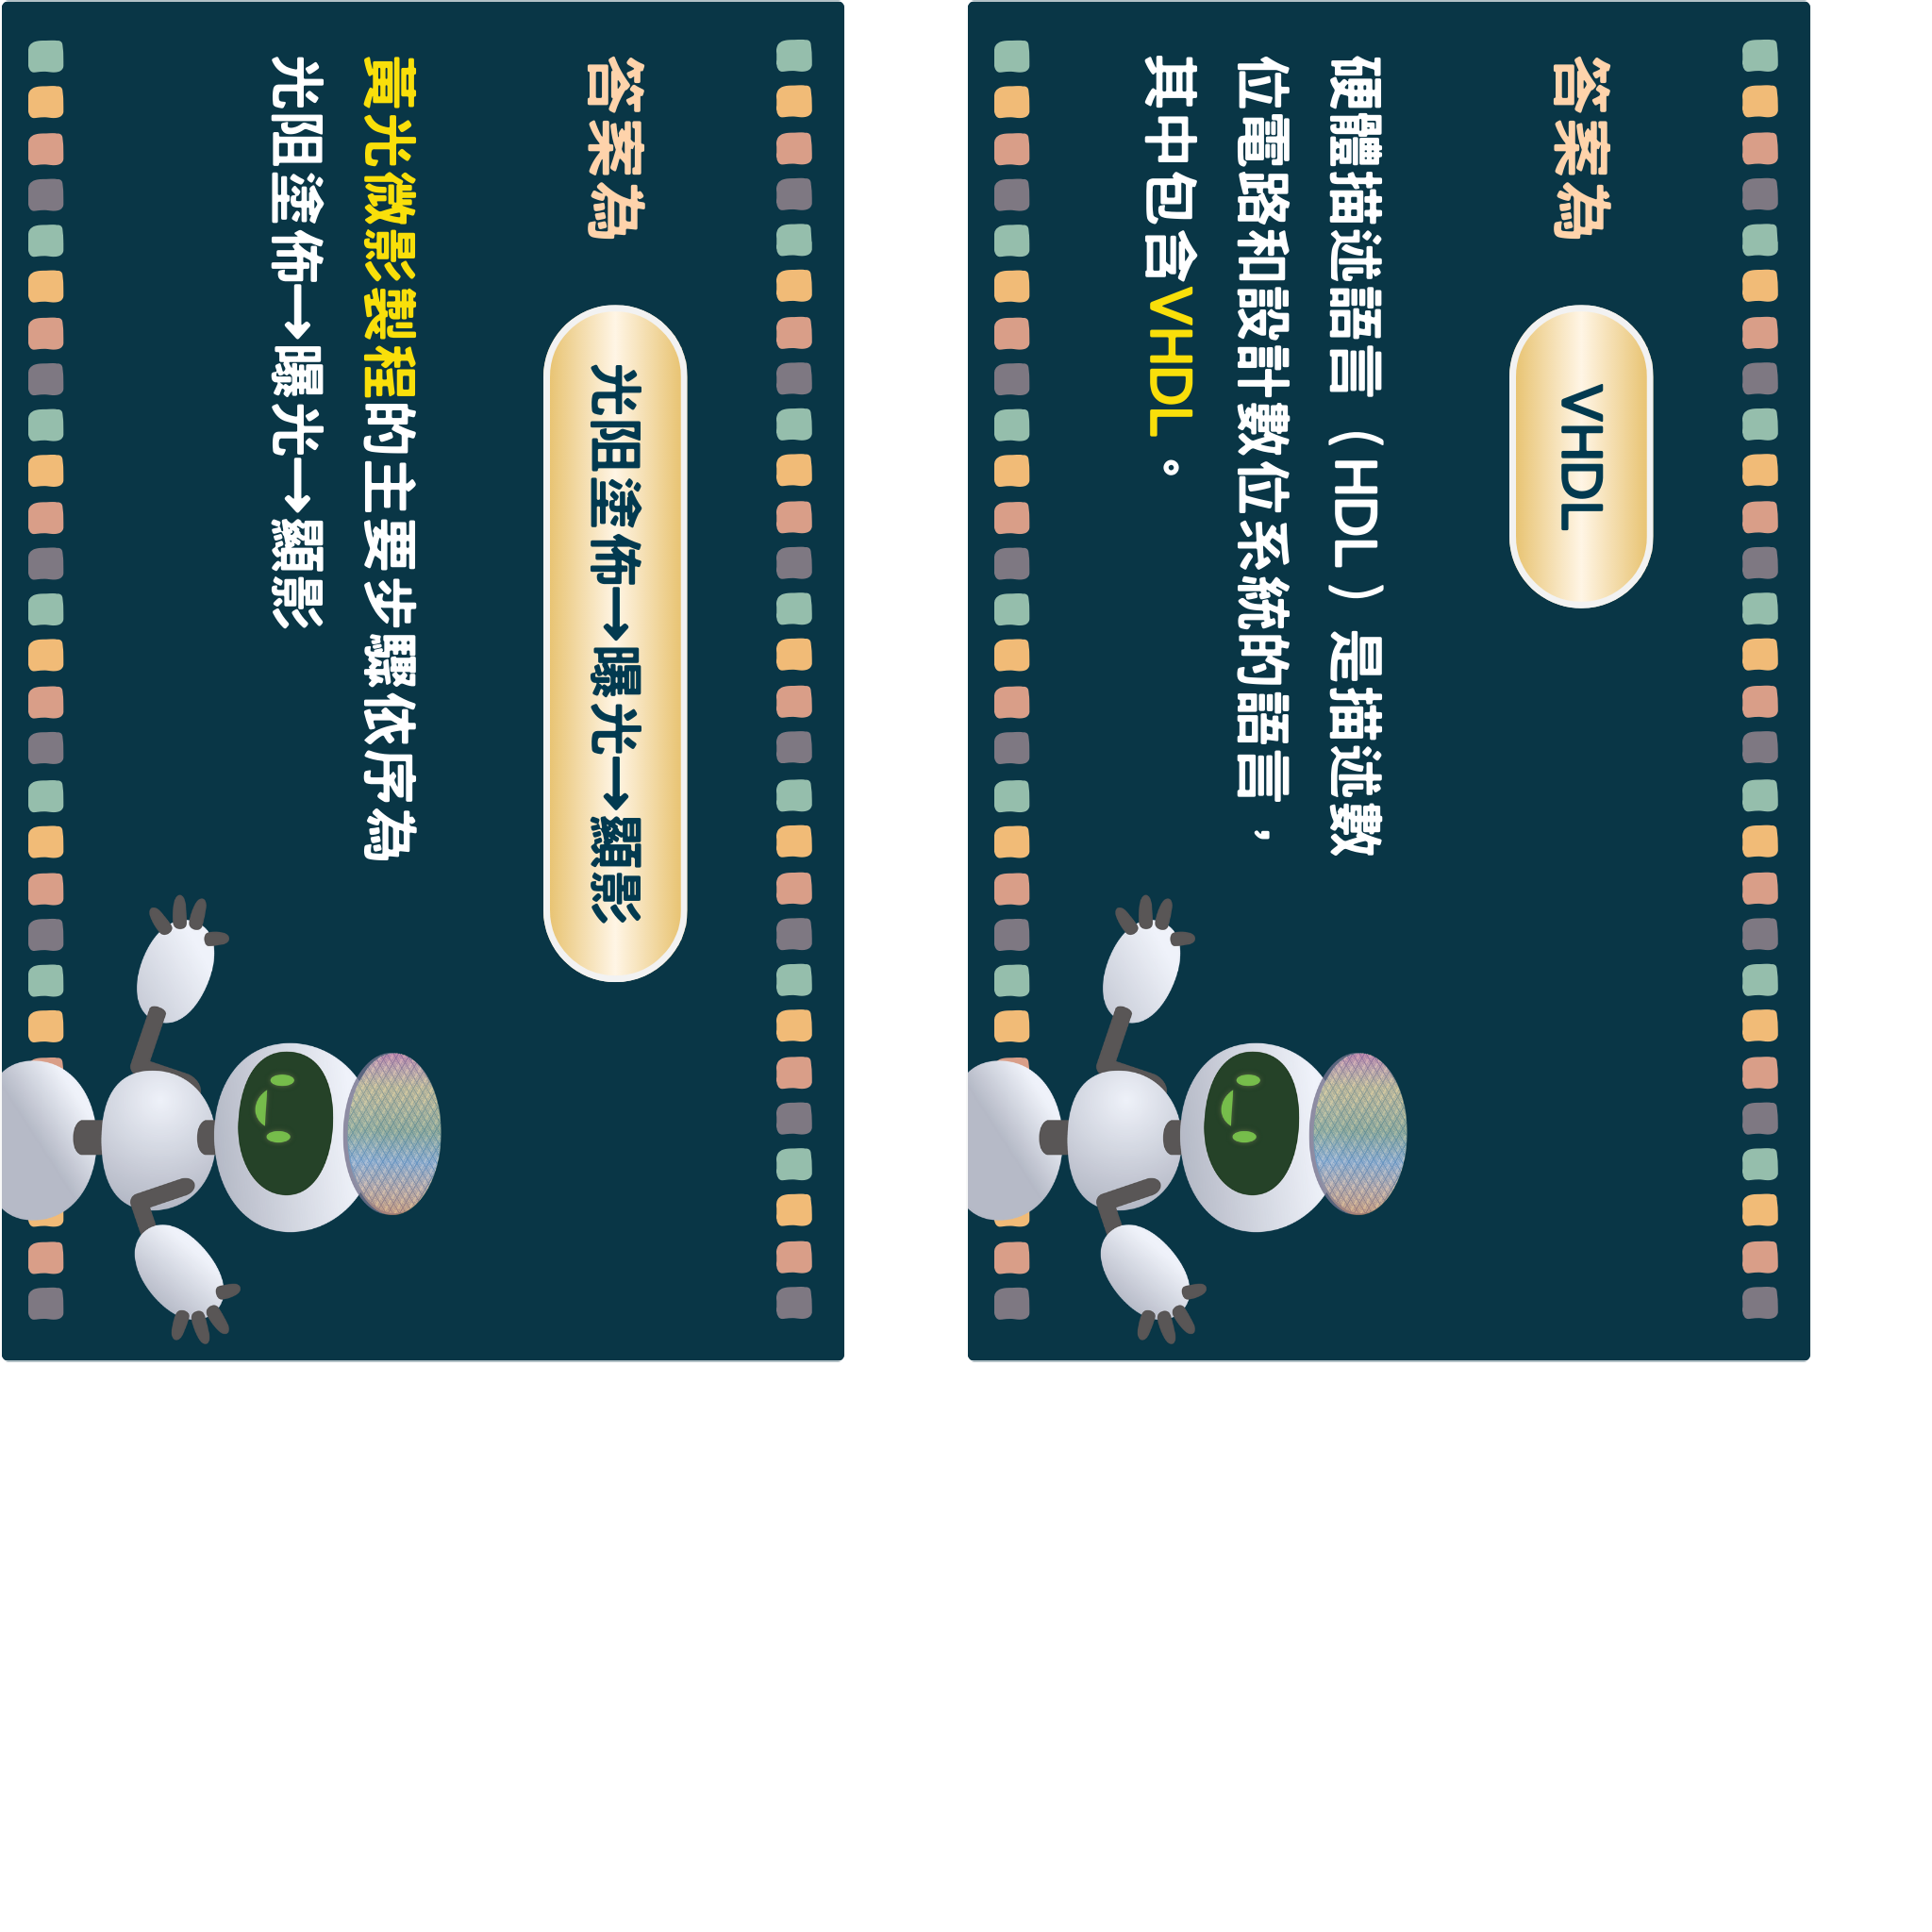 答案為
光阻塗佈→曝光→顯影
黃光微影製程的主要步驟依序為
光阻塗佈→曝光→顯影
答案為
VHDL
硬體描述語言（HDL）是描述數
位電路和設計數位系統的語言，
其中包含VHDL。